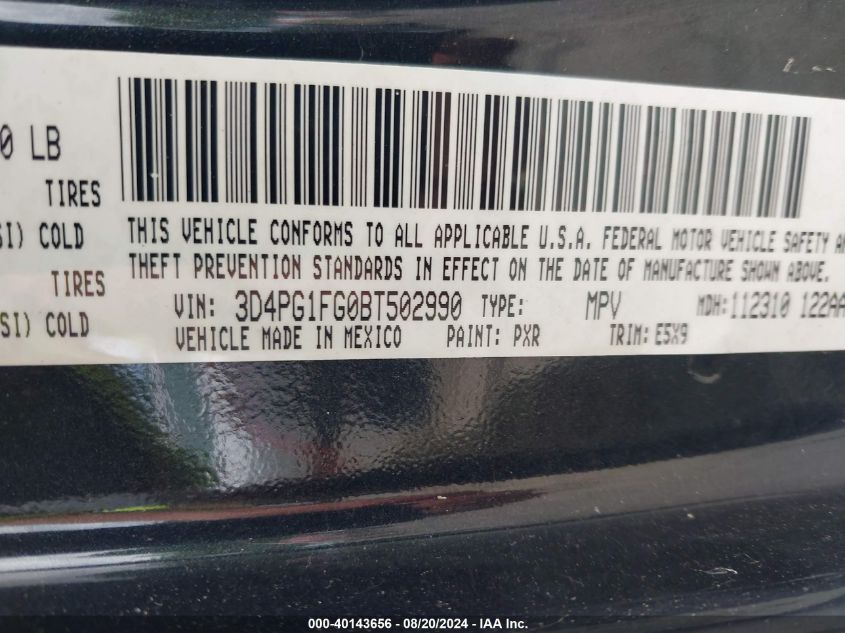 0 LB
TIRES
SI) COLD
THIS VEHICLE CONFORMS TO ALL APPLICABLE U.S.A. FEDERAL MOTOR VEHICLE SAFETY AN
THEFT PREVENTION STANDARDS IN EFFECT ON THE DATE OF MANUFACTURE SHOWN ABOVE.
TIRES
VIN: 3D4PG1FG0BT502990 TYPE: MPV MDH: 112310 122AA
SI) COLD
VEHICLE MADE IN MEXICO PAINT: PXR TRIM: E5X9
000-40143656 - 08/20/2024 - IAA Inc.